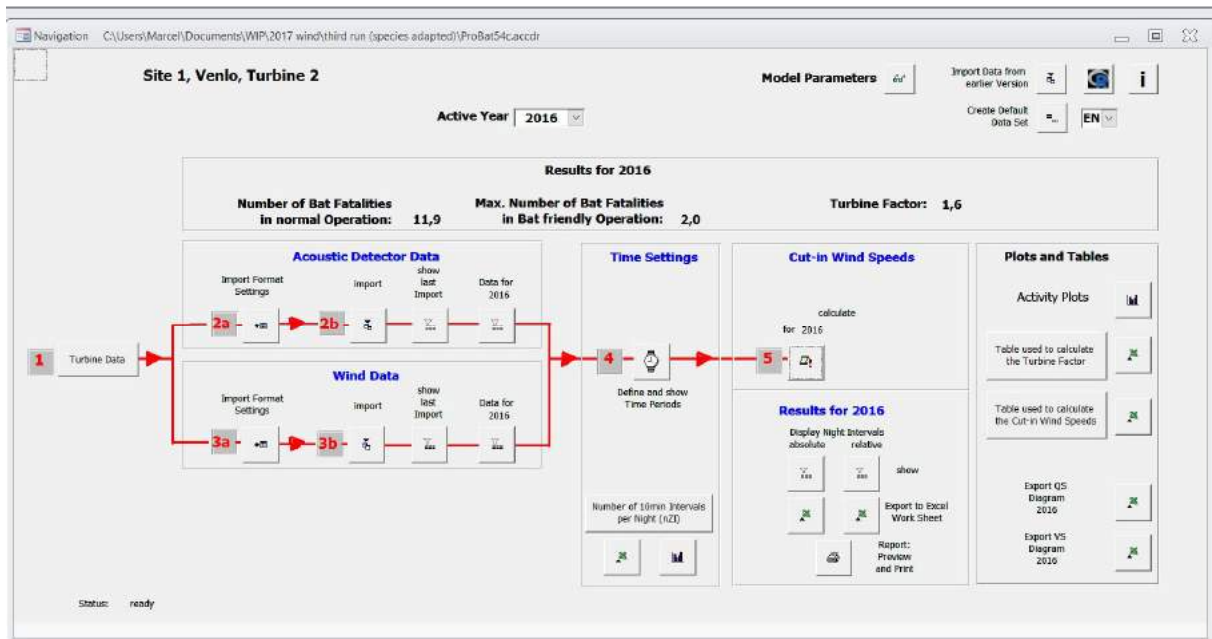 Navigation C:\Users\Marcel\Documents\WIP\2017 wind\third run (species adapted)\ProBat54c.accdr
Site 1, Venlo, Turbine 2
Model Parameters
Import Data from
earlier Version
i
Active Year 2016
Create Default
Data Set
EN
Results for 2016
Number of Bat Fatalities
in normal Operation: 11,9
Max. Number of Bat Fatalities
in Bat friendly Operation: 2,0
Turbine Factor: 1,6
Acoustic Detector Data
Import Format
Settings
import
show
last
Import
Data for
2016
2a
2b
1
Turbine Data
Wind Data
Import Format
Settings
import
show
last
Import
Data for
2016
3a
3b
Time Settings
4
Define and show
Time Periods
Number of 10min Intervals
per Night (nZI)
Cut-in Wind Speeds
calculate
for 2016
5
Results for 2016
Display Night Intervals
absolute relative
show
Export to Excel
Work Sheet
Report:
Preview
and Print
Plots and Tables
Activity Plots
Table used to calculate
the Turbine Factor
Table used to calculate
the Cut-in Wind Speeds
Export QS
Diagram
2016
Export VS
Diagram
2016
Status: ready